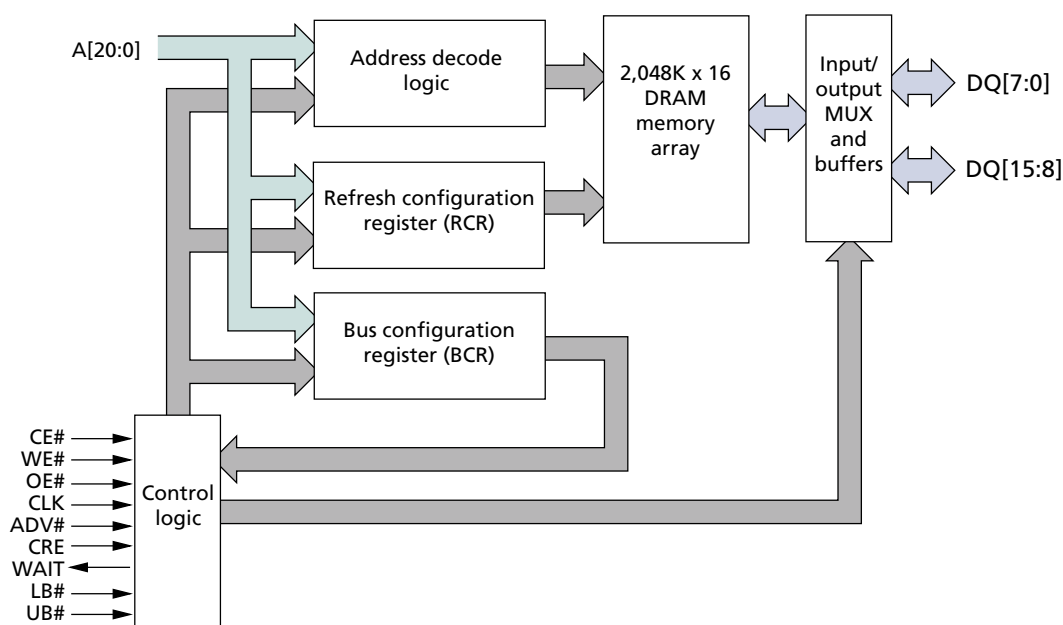 A[20:0]
Address decode
logic
2,048K x 16
DRAM
memory
array
Input/
output
MUX
and
buffers
DQ[7:0]
DQ[15:8]
Refresh configuration
register (RCR)
Bus configuration
register (BCR)
CE#
WE#
OE#
CLK
ADV#
CRE
WAIT
LB#
UB#
Control
logic